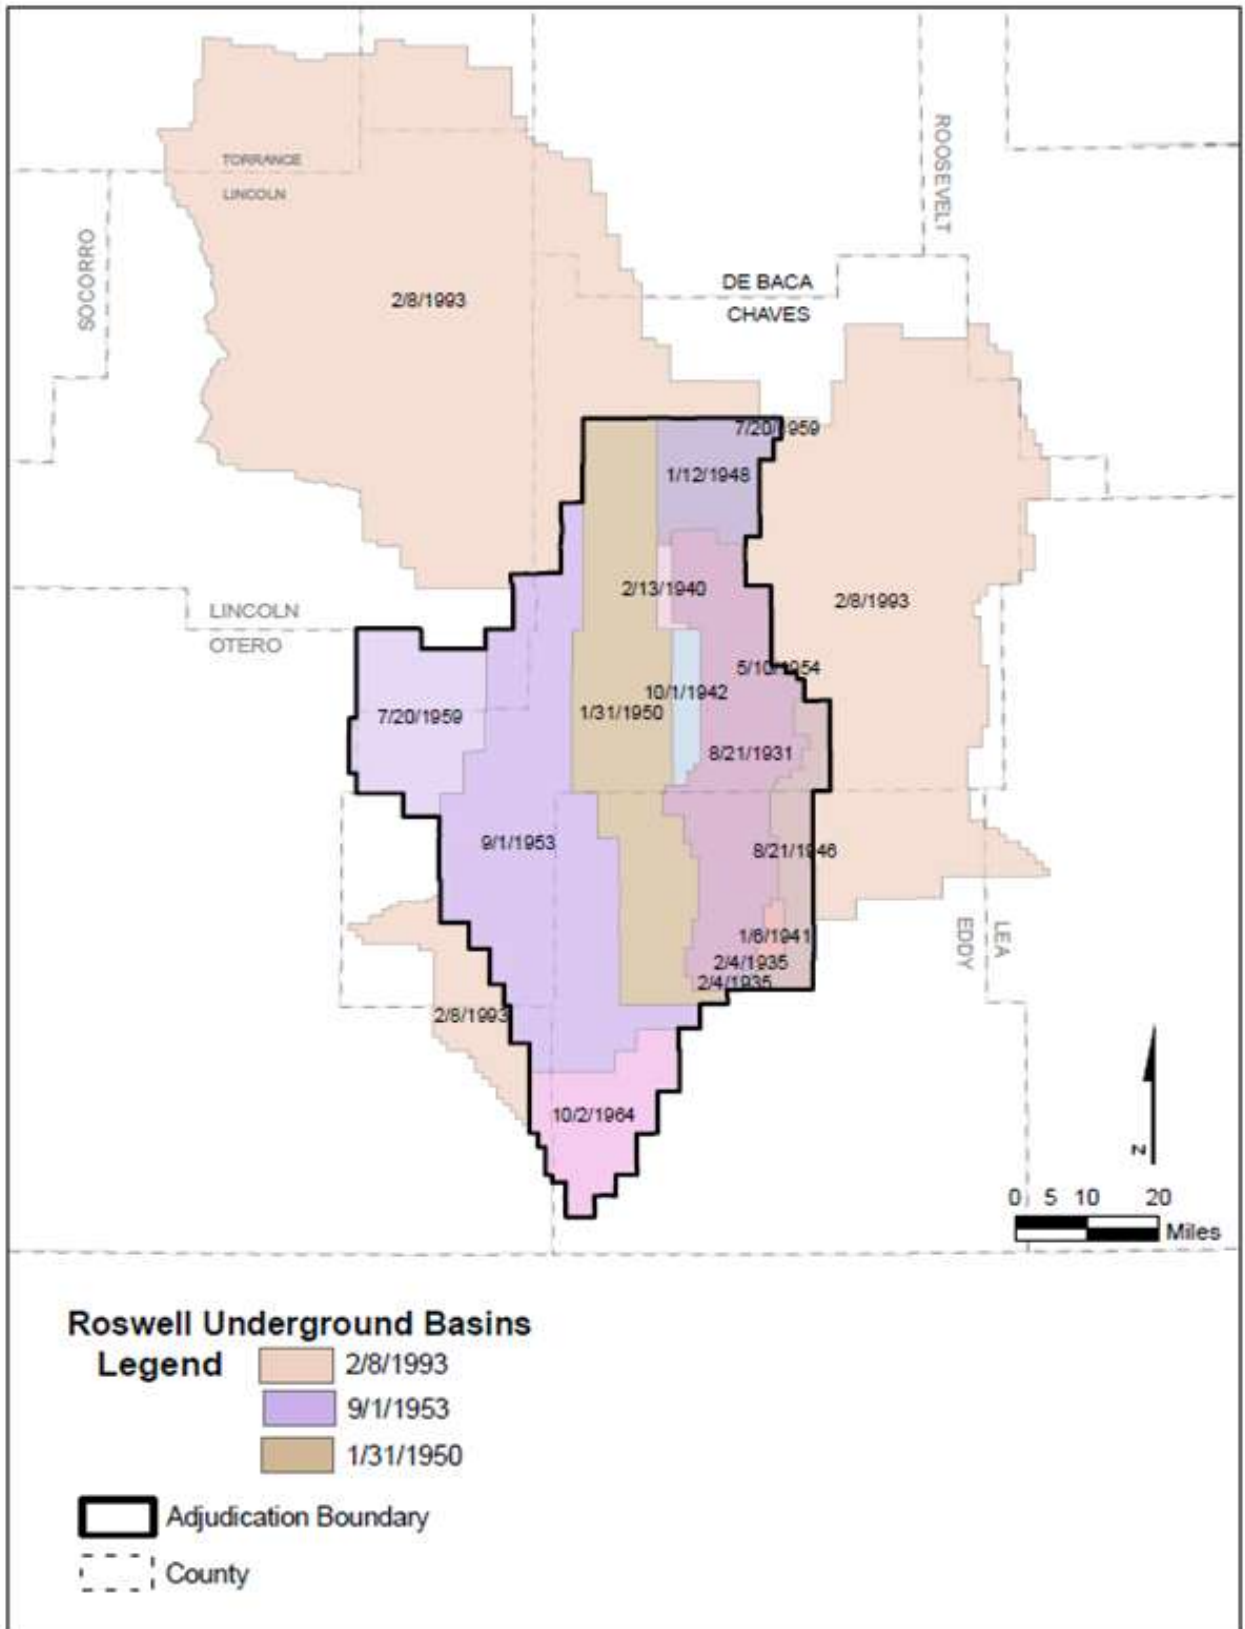 ROOSEVELT
TORRANCE
LINCOLN
SOCORRO
DE BACA
CHAVES
2/8/1993
7/20/1959
1/12/1948
2/13/1940
2/8/1993
LINCOLN
OTERO
5/10/1954
10/1/1942
7/20/1959
1/31/1950
8/21/1931
9/1/1953
8/21/1946
1/6/1941
LEA
EDDY
2/4/1935
2/4/1935
2/8/1993
10/2/1964
N
0 5 10 20
Miles
Roswell Underground Basins
Legend
2/8/1993
9/1/1953
1/31/1950
Adjudication Boundary
County